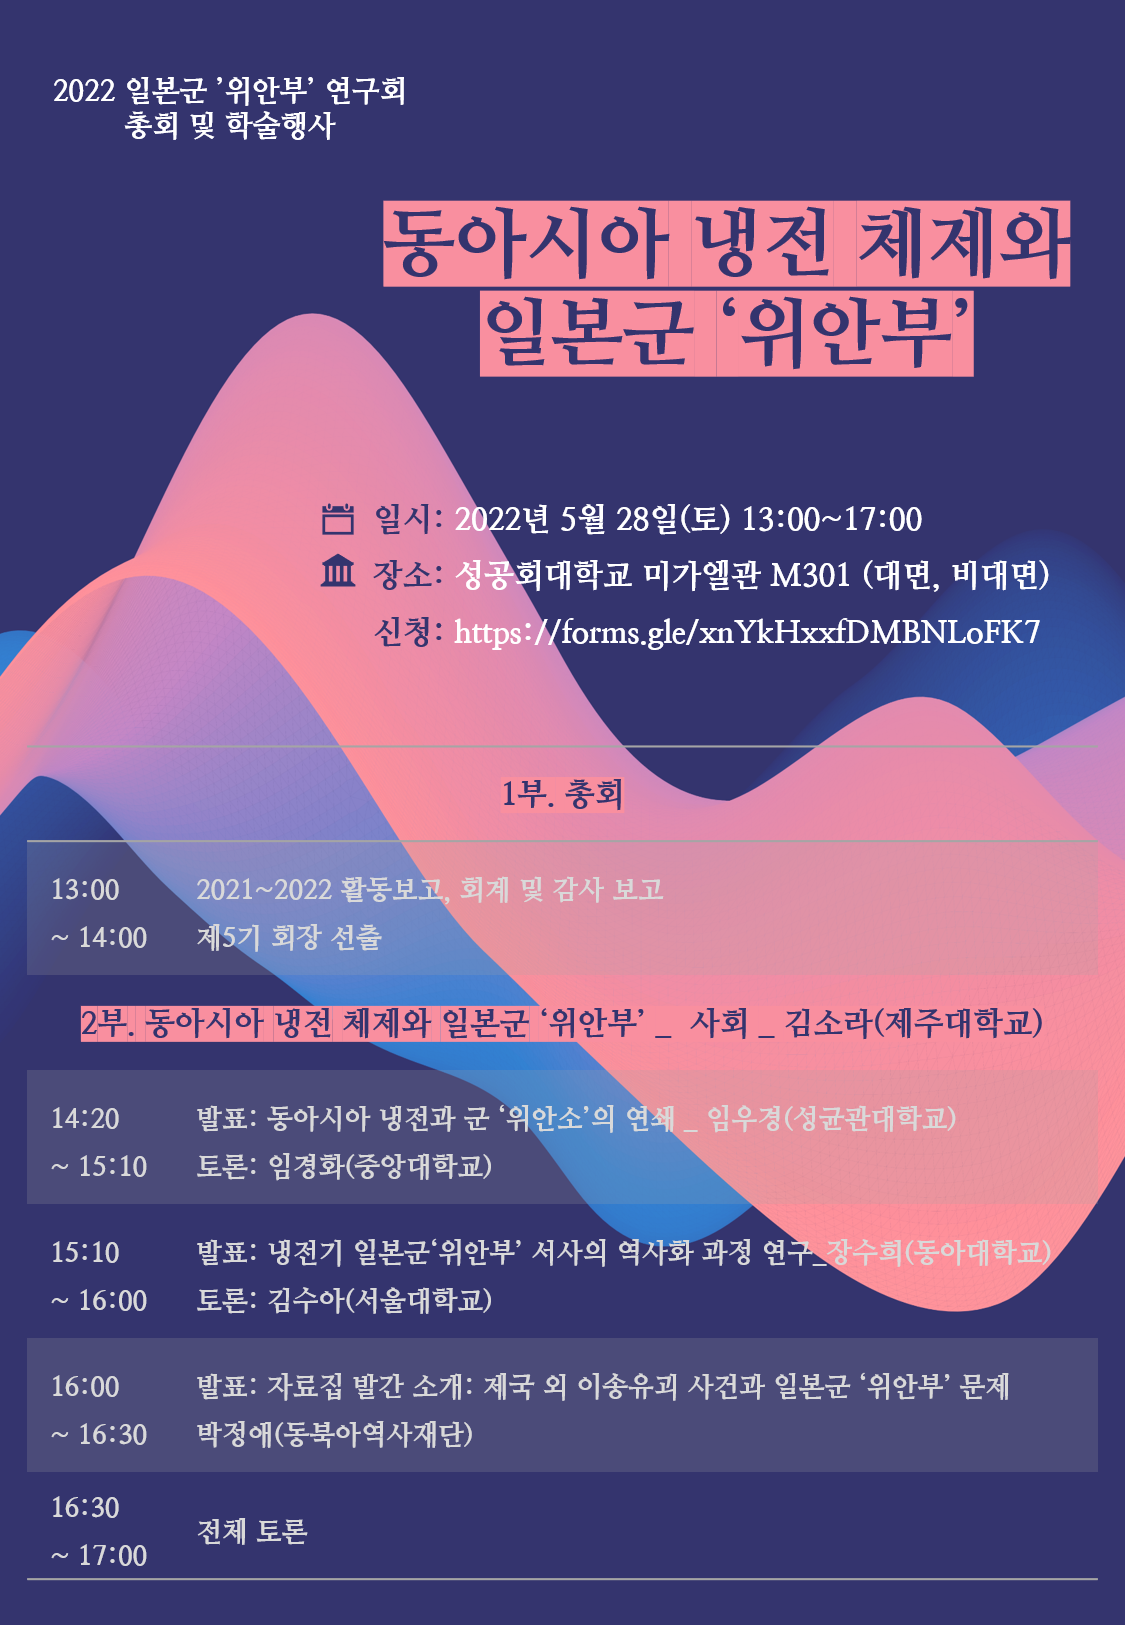 2022 일본군 ’위안부’ 연구회
총회 및 학술행사
동아시아 냉전 체제와
일본군 ‘위안부’
일시: 2022년 5월 28일(토) 13:00~17:00
장소: 성공회대학교 미가엘관 M301 (대면, 비대면)
신청: https://forms.gle/xnYkHxxfDMBNLoFK7
1부. 총회
13:00
~ 14:00
2021~2022 활동보고, 회계 및 감사 보고
제5기 회장 선출
2부. 동아시아 냉전 체제와 일본군 ‘위안부’ _ 사회 _ 김소라(제주대학교)
14:20
~ 15:10
발표: 동아시아 냉전과 군 ‘위안소’의 연쇄 _ 임우경(성균관대학교)
토론: 임경화(중앙대학교)
15:10
~ 16:00
발표: 냉전기 일본군‘위안부’ 서사의 역사화 과정 연구_장수희(동아대학교)
토론: 김수아(서울대학교)
16:00
~ 16:30
발표: 자료집 발간 소개: 제국 외 이송유괴 사건과 일본군 ‘위안부’ 문제
박정애(동북아역사재단)
16:30
~ 17:00
전체 토론